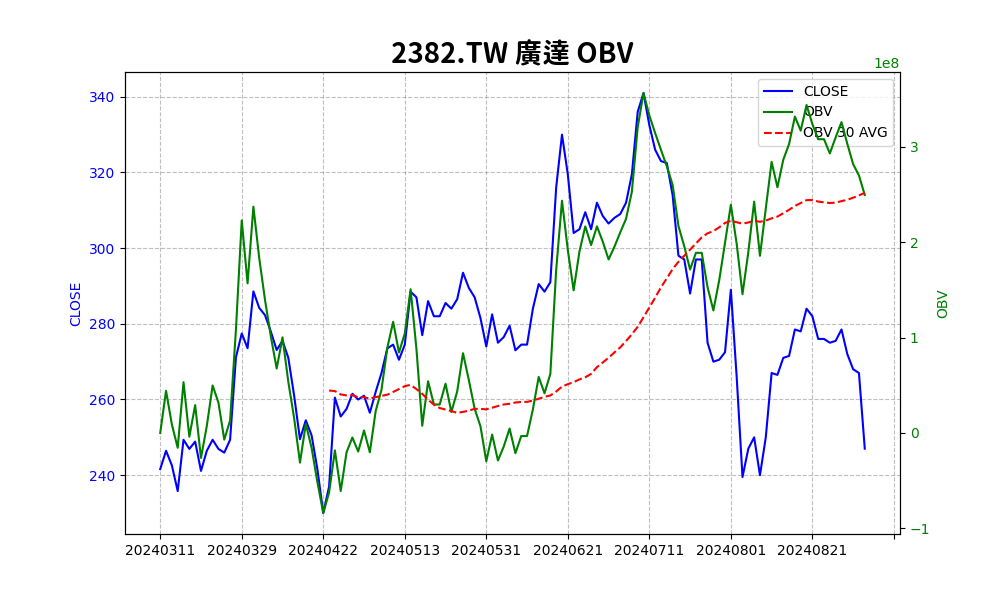 2382.TW 廣達 OBV
1e8
CLOSE
OBV
OBV 30 AVG
340
320
300
280
260
240
CLOSE
3
2
1
0
−1
OBV
20240311 20240329 20240422 20240513 20240531 20240621 20240711 20240801 20240821